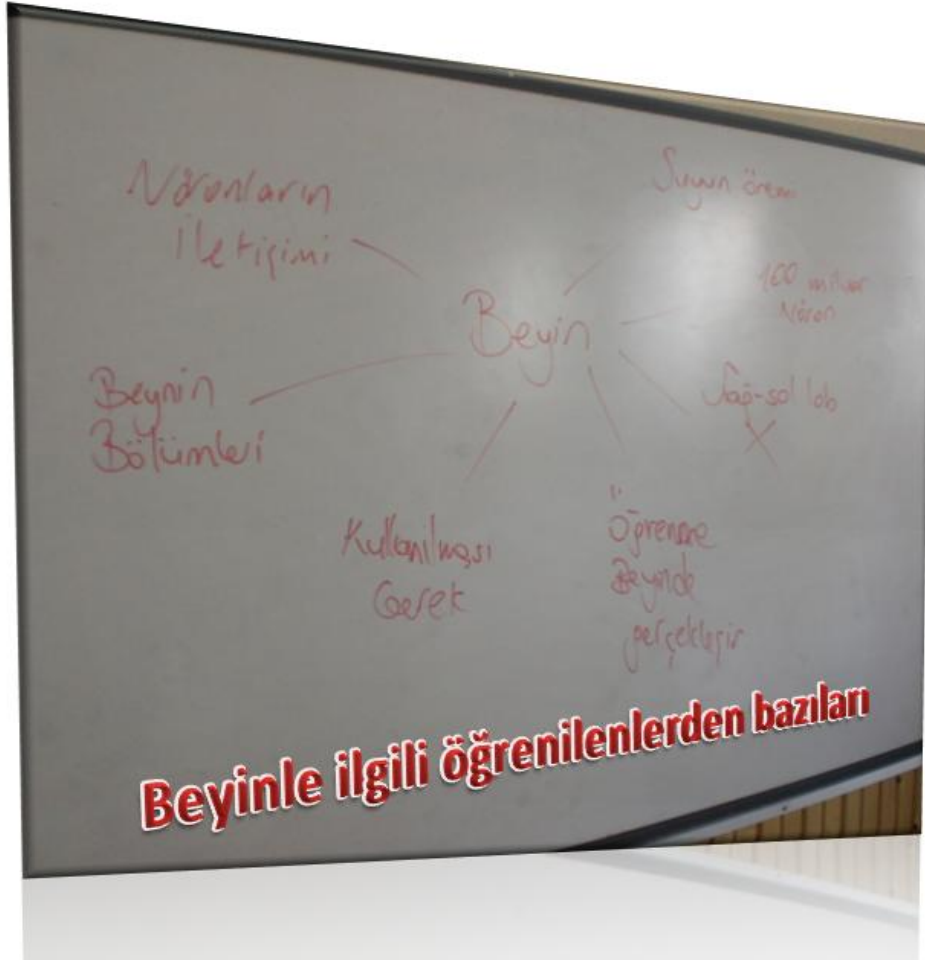 Nöronların
iletişimi
Suyun önemi
100 milyar
Nöron
Beyin
Sağ-sol lob
X
Beynin
Bölümleri
Kullanılması
Gerek
Öğrenme
Beyinde
gerçekleşir
Beyinle ilgili öğrenilenlerden bazıları